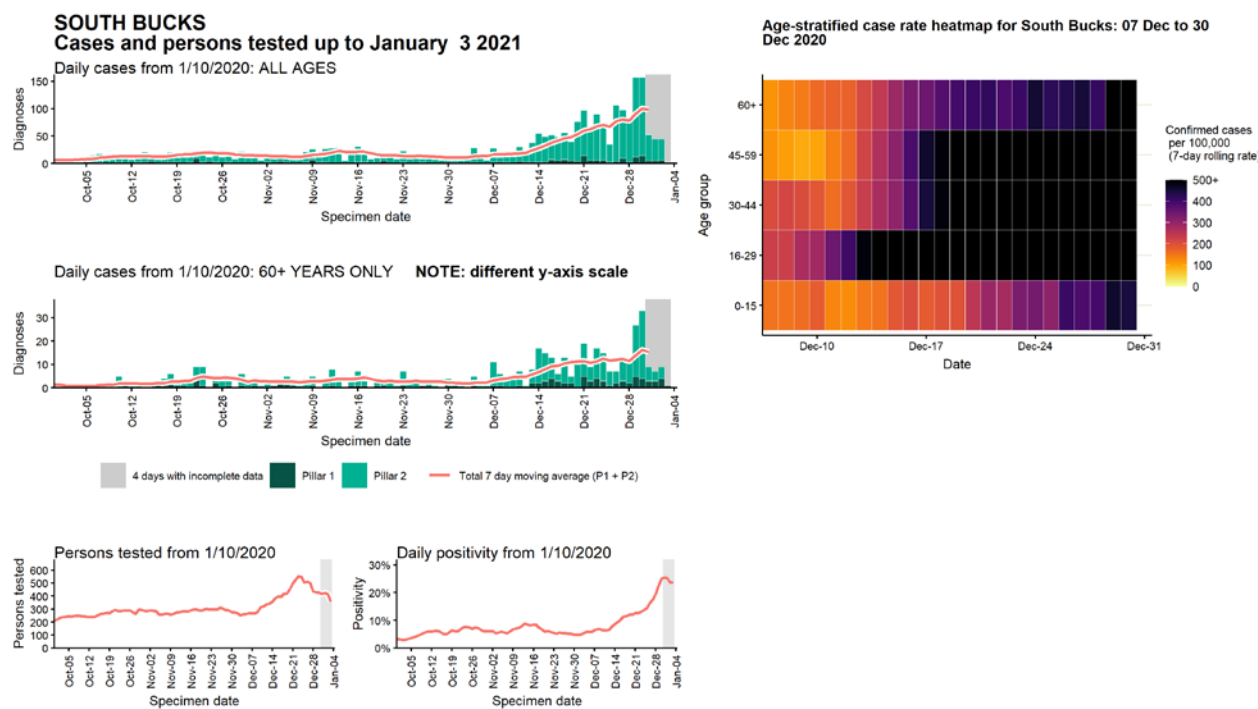 SOUTH BUCKS
Cases and persons tested up to January 3 2021
Daily cases from 1/10/2020: ALL AGES
Diagnoses
150
100
50
0
Oct-05
Oct-12
Oct-19
Oct-26
Nov-02
Nov-09
Nov-16
Nov-23
Nov-30
Dec-07
Dec-14
Dec-21
Dec-28
Jan-04
Specimen date
Daily cases from 1/10/2020: 60+ YEARS ONLY NOTE: different y-axis scale
Diagnoses
30
20
10
0
Oct-05
Oct-12
Oct-19
Oct-26
Nov-02
Nov-09
Nov-16
Nov-23
Nov-30
Dec-07
Dec-14
Dec-21
Dec-28
Jan-04
Specimen date
4 days with incomplete data Pillar 1 Pillar 2 Total 7 day moving average (P1 + P2)
Persons tested from 1/10/2020
Persons tested
600
500
400
300
200
100
0
Oct-05
Oct-12
Oct-19
Oct-26
Nov-02
Nov-09
Nov-16
Nov-23
Nov-30
Dec-07
Dec-14
Dec-21
Dec-28
Jan-04
Specimen date
Daily positivity from 1/10/2020
Positivity
30%
20%
10%
0%
Oct-05
Oct-12
Oct-19
Oct-26
Nov-02
Nov-09
Nov-16
Nov-23
Nov-30
Dec-07
Dec-14
Dec-21
Dec-28
Jan-04
Specimen date
Age-stratified case rate heatmap for South Bucks: 07 Dec to 30
Dec 2020
Age group
60+
45-59
30-44
16-29
0-15
Dec-10
Dec-17
Dec-24
Dec-31
Date
Confirmed cases
per 100,000
(7-day rolling rate)
500+
400
300
200
100
0